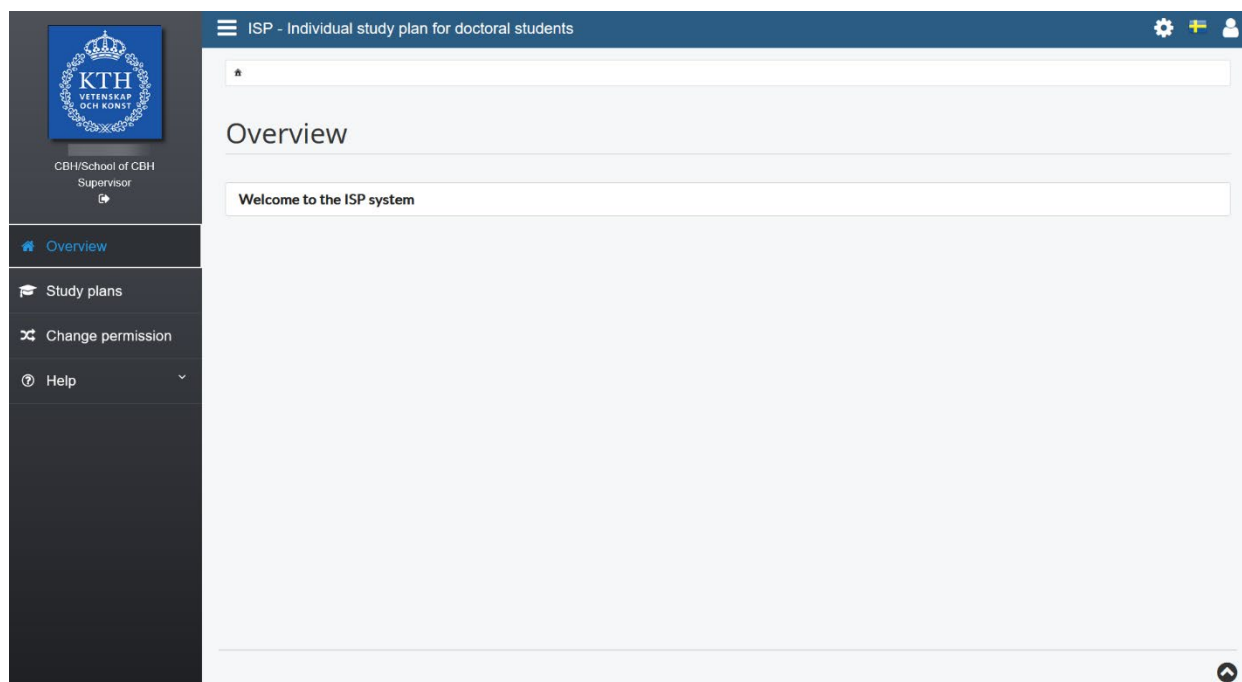 KTH
VETENSKAP
OCH KONST
CBH/School of CBH
Supervisor
Overview
Study plans
Change permission
Help
ISP - Individual study plan for doctoral students
Overview
Welcome to the ISP system